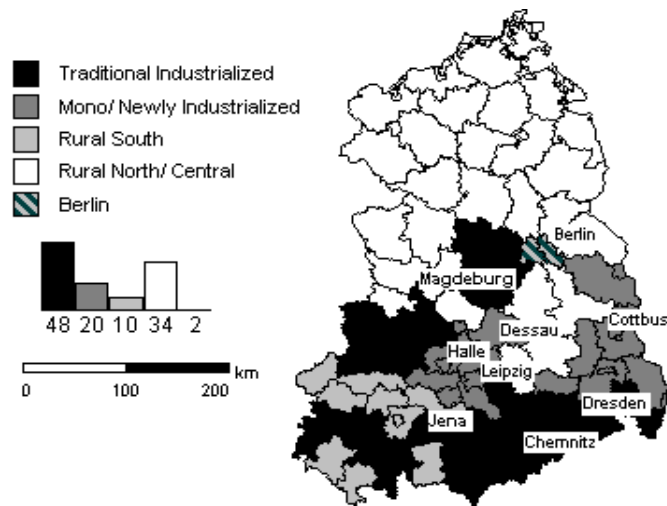 Traditional Industrialized
Mono/ Newly Industrialized
Rural South
Rural North/ Central
Berlin
48 20 10 34 2
0 100 200 km
Berlin
Magdeburg
Cottbus
Dessau
Halle
Leipzig
Dresden
Jena
Chemnitz